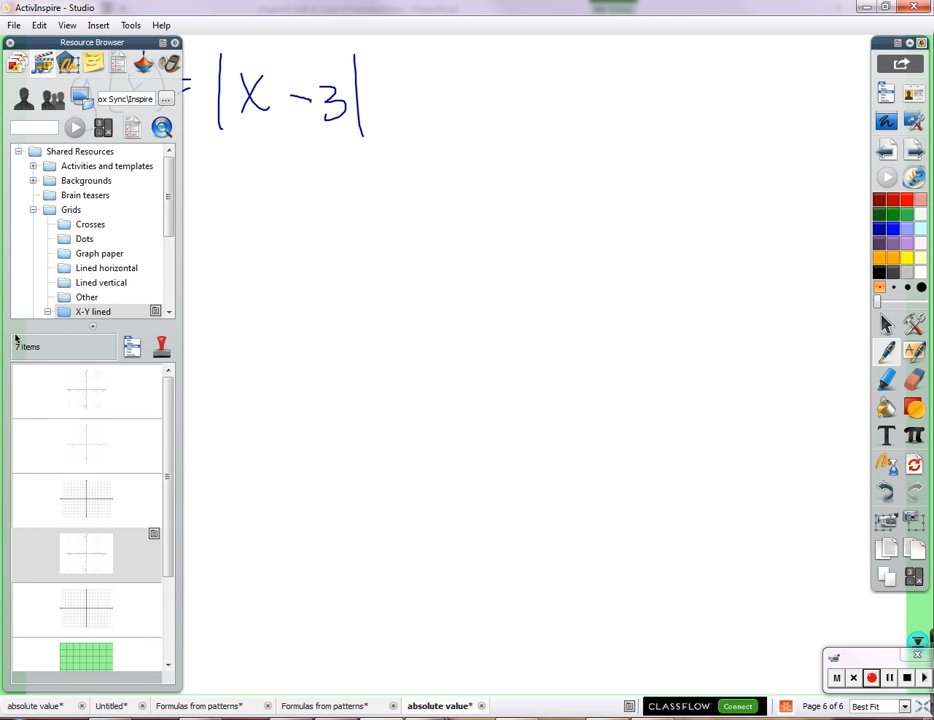 ActivInspire - Studio
File Edit View Insert Tools Help
Resource Browser
= |X - 3|
ox Sync\Inspire ...
Shared Resources
Activities and templates
Backgrounds
Brain teasers
Grids
Crosses
Dots
Graph paper
Lined horizontal
Lined vertical
Other
X-Y lined
7 items
T π
M
absolute value* Untitled* Formulas from patterns* Formulas from patterns* absolute value* CLASSFLOW Connect Page 6 of 6 Best Fit